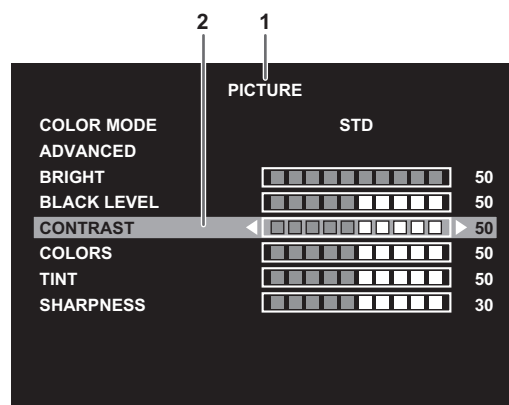 2 1
PICTURE
COLOR MODE STD
ADVANCED
BRIGHT 50
BLACK LEVEL 50
CONTRAST 50
COLORS 50
TINT 50
SHARPNESS 30